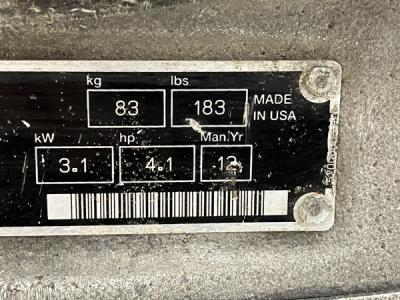 kg lbs
83 183 MADE
IN USA
kW hp Man.Yr
3.1 4.1 12